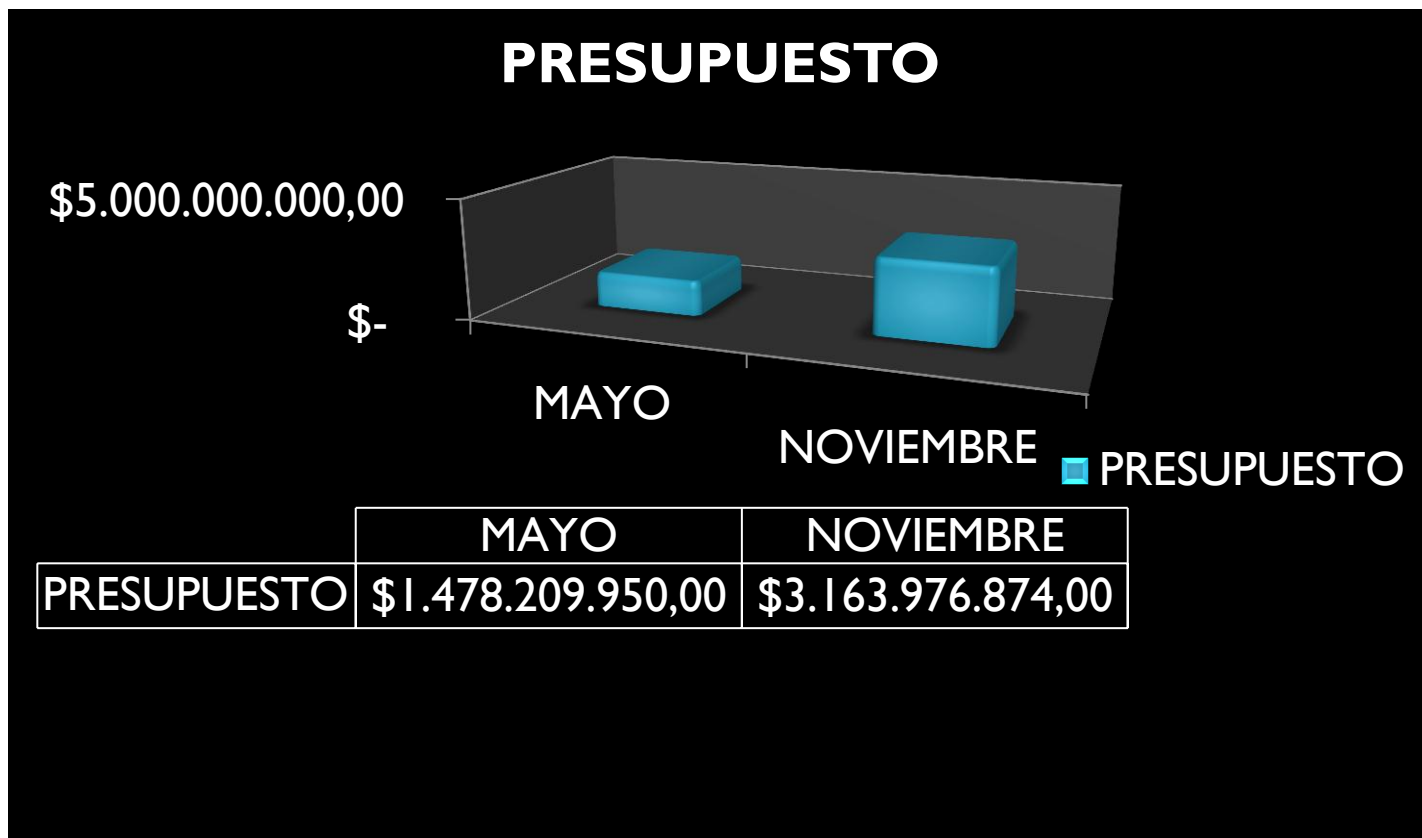 PRESUPUESTO
$5.000.000.000,00
$-
MAYO
NOVIEMBRE
PRESUPUESTO
MAYO NOVIEMBRE
PRESUPUESTO $1.478.209.950,00 $3.163.976.874,00